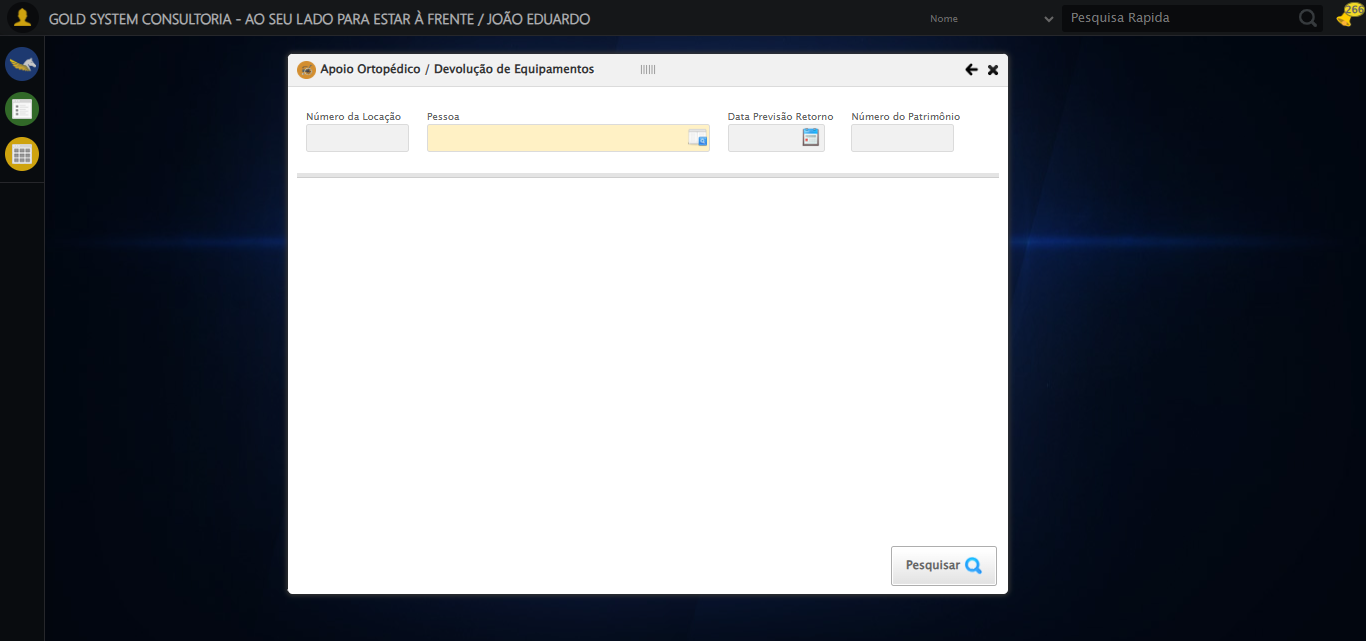 GOLD SYSTEM CONSULTORIA - AO SEU LADO PARA ESTAR À FRENTE / JOÃO EDUARDO
Nome
Pesquisa Rapida
266
Apoio Ortopédico / Devolução de Equipamentos
Número da Locação
Pessoa
Data Previsão Retorno
Número do Patrimônio
Pesquisar